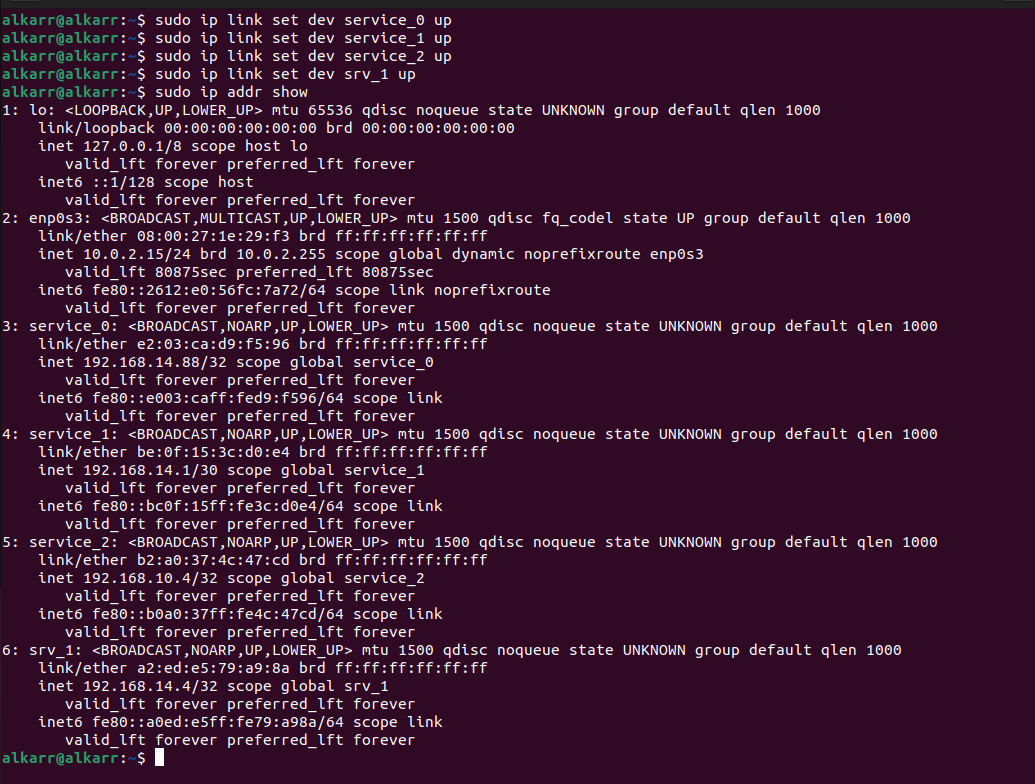 alkarr@alkarr:~$ sudo ip link set dev service_0 up
alkarr@alkarr:~$ sudo ip link set dev service_1 up
alkarr@alkarr:~$ sudo ip link set dev service_2 up
alkarr@alkarr:~$ sudo ip link set dev srv_1 up
alkarr@alkarr:~$ sudo ip addr show
1: lo: <LOOPBACK,UP,LOWER_UP> mtu 65536 qdisc noqueue state UNKNOWN group default qlen 1000
    link/loopback 00:00:00:00:00:00 brd 00:00:00:00:00:00
    inet 127.0.0.1/8 scope host lo
       valid_lft forever preferred_lft forever
    inet6 ::1/128 scope host
       valid_lft forever preferred_lft forever
2: enp0s3: <BROADCAST,MULTICAST,UP,LOWER_UP> mtu 1500 qdisc fq_codel state UP group default qlen 1000
    link/ether 08:00:27:1e:29:f3 brd ff:ff:ff:ff:ff:ff
    inet 10.0.2.15/24 brd 10.0.2.255 scope global dynamic noprefixroute enp0s3
       valid_lft 80875sec preferred_lft 80875sec
    inet6 fe80::2612:e0:56fc:7a72/64 scope link noprefixroute
       valid_lft forever preferred_lft forever
3: service_0: <BROADCAST,NOARP,UP,LOWER_UP> mtu 1500 qdisc noqueue state UNKNOWN group default qlen 1000
    link/ether e2:03:ca:d9:f5:96 brd ff:ff:ff:ff:ff:ff
    inet 192.168.14.88/32 scope global service_0
       valid_lft forever preferred_lft forever
    inet6 fe80::e003:caff:fed9:f596/64 scope link
       valid_lft forever preferred_lft forever
4: service_1: <BROADCAST,NOARP,UP,LOWER_UP> mtu 1500 qdisc noqueue state UNKNOWN group default qlen 1000
    link/ether be:0f:15:3c:d0:e4 brd ff:ff:ff:ff:ff:ff
    inet 192.168.14.1/30 scope global service_1
       valid_lft forever preferred_lft forever
    inet6 fe80::bc0f:15ff:fe3c:d0e4/64 scope link
       valid_lft forever preferred_lft forever
5: service_2: <BROADCAST,NOARP,UP,LOWER_UP> mtu 1500 qdisc noqueue state UNKNOWN group default qlen 1000
    link/ether b2:a0:37:4c:47:cd brd ff:ff:ff:ff:ff:ff
    inet 192.168.10.4/32 scope global service_2
       valid_lft forever preferred_lft forever
    inet6 fe80::b0a0:37ff:fe4c:47cd/64 scope link
       valid_lft forever preferred_lft forever
6: srv_1: <BROADCAST,NOARP,UP,LOWER_UP> mtu 1500 qdisc noqueue state UNKNOWN group default qlen 1000
    link/ether a2:ed:e5:79:a9:8a brd ff:ff:ff:ff:ff:ff
    inet 192.168.14.4/32 scope global srv_1
       valid_lft forever preferred_lft forever
    inet6 fe80::a0ed:e5ff:fe79:a98a/64 scope link
       valid_lft forever preferred_lft forever
alkarr@alkarr:~$